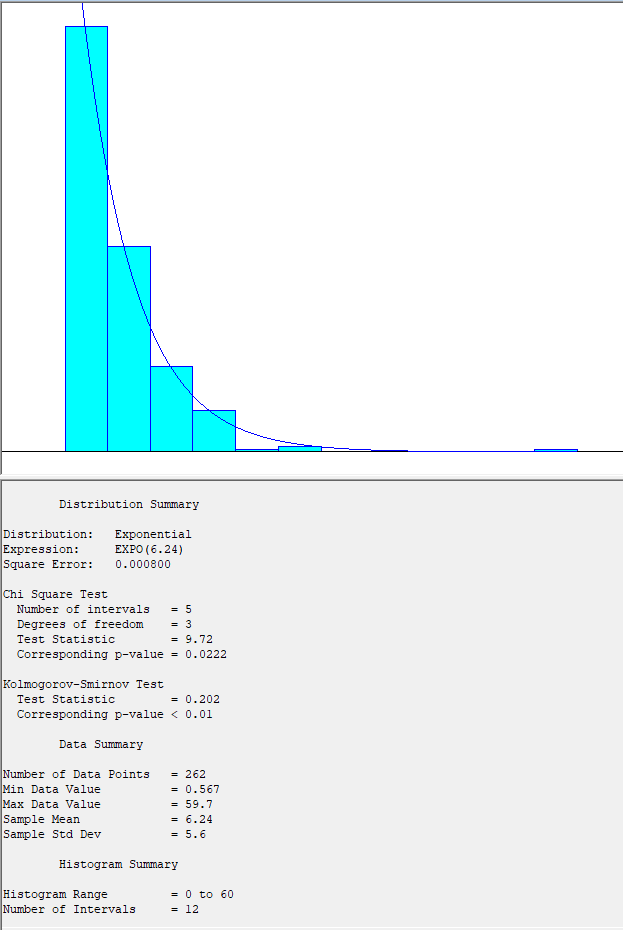 Distribution Summary
Distribution: Exponential
Expression: EXPO(6.24)
Square Error: 0.000800
Chi Square Test
Number of intervals = 5
Degrees of freedom = 3
Test Statistic = 9.72
Corresponding p-value = 0.0222
Kolmogorov-Smirnov Test
Test Statistic = 0.202
Corresponding p-value < 0.01
Data Summary
Number of Data Points = 262
Min Data Value = 0.567
Max Data Value = 59.7
Sample Mean = 6.24
Sample Std Dev = 5.6
Histogram Summary
Histogram Range = 0 to 60
Number of Intervals = 12